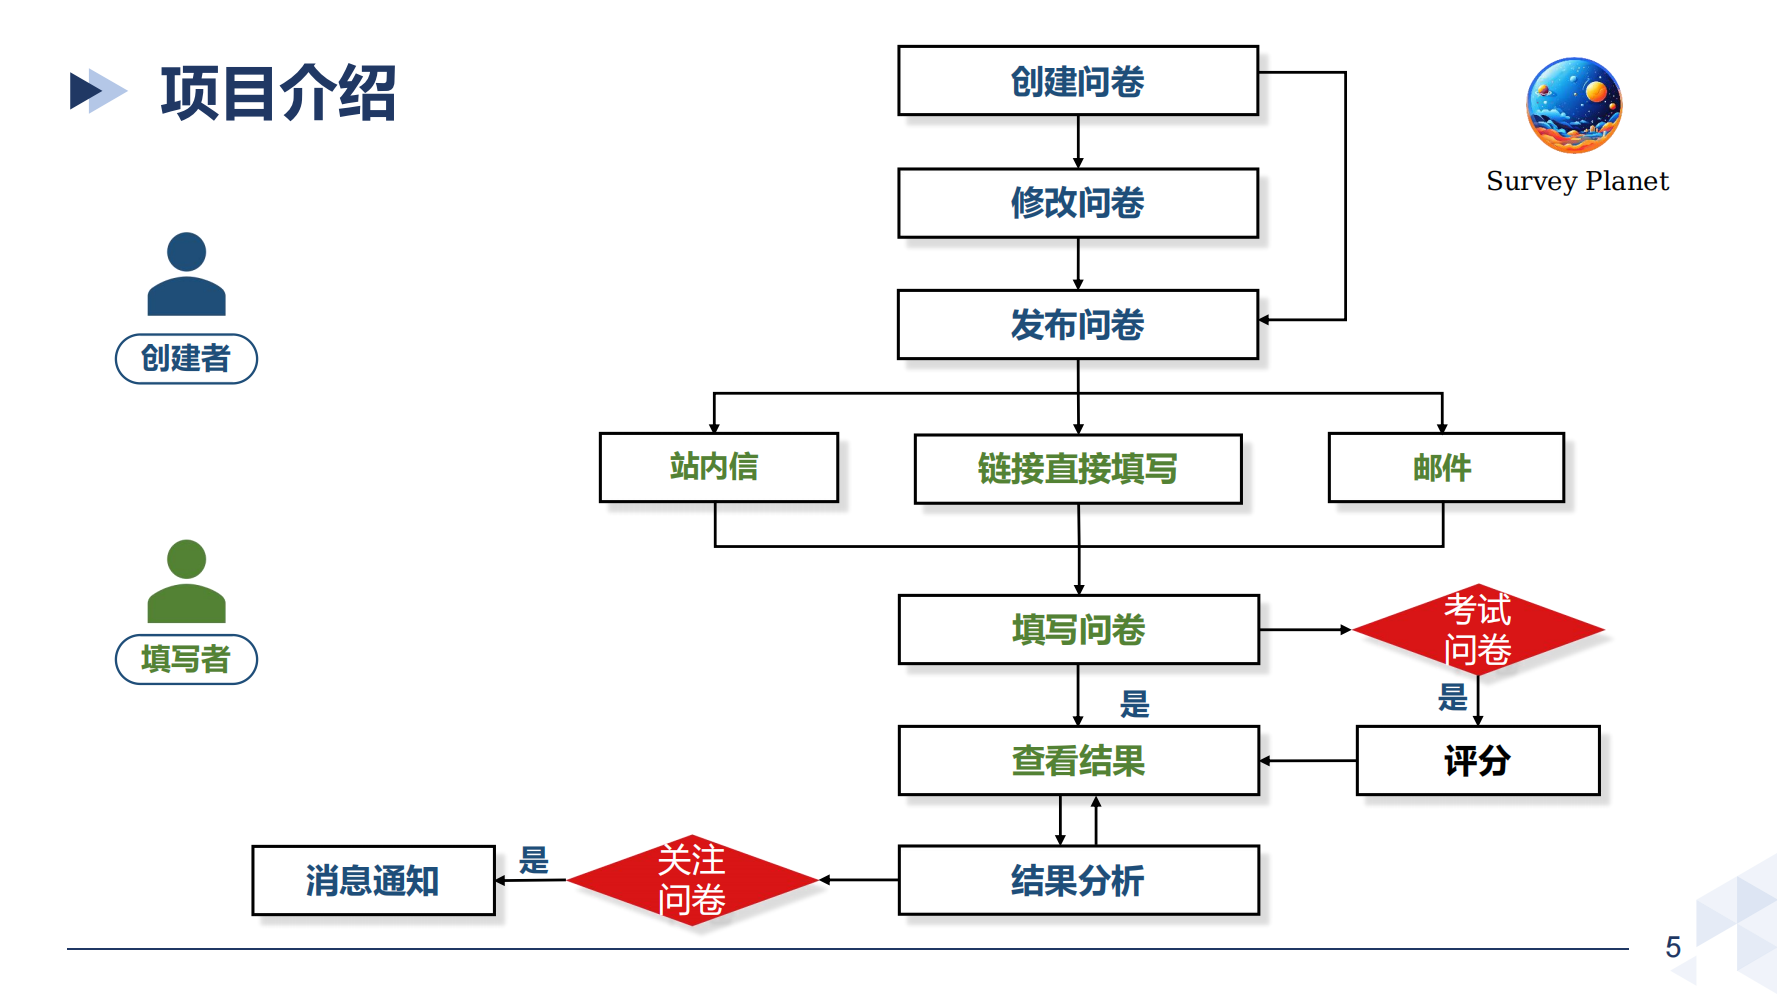 项目介绍
Survey Planet
创建者
填写者
创建问卷
修改问卷
发布问卷
站内信
链接直接填写
邮件
填写问卷
考试
问卷
是
是
查看结果
评分
结果分析
关注
问卷
是
消息通知
5